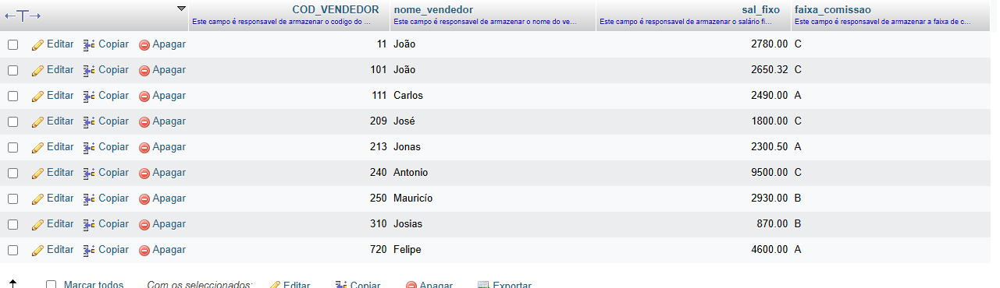 COD_VENDEDOR nome_vendedor sal_fixo faixa_comissao
Este campo é responsavel de armazenar o codigo do ... Este campo é responsavel de armazenar o nome do ve... Este campo é responsavel de armazenar o salário fi... Este campo é responsavel de armazenar a faixa de c...
Editar Copiar Apagar 11 João 2780.00 C
Editar Copiar Apagar 101 João 2650.32 C
Editar Copiar Apagar 111 Carlos 2490.00 A
Editar Copiar Apagar 209 José 1800.00 C
Editar Copiar Apagar 213 Jonas 2300.50 A
Editar Copiar Apagar 240 Antonio 9500.00 C
Editar Copiar Apagar 250 Mauricío 2930.00 B
Editar Copiar Apagar 310 Josias 870.00 B
Editar Copiar Apagar 720 Felipe 4600.00 A
Marcar todos Com os seleccionados: Editar Copiar Apagar Exportar